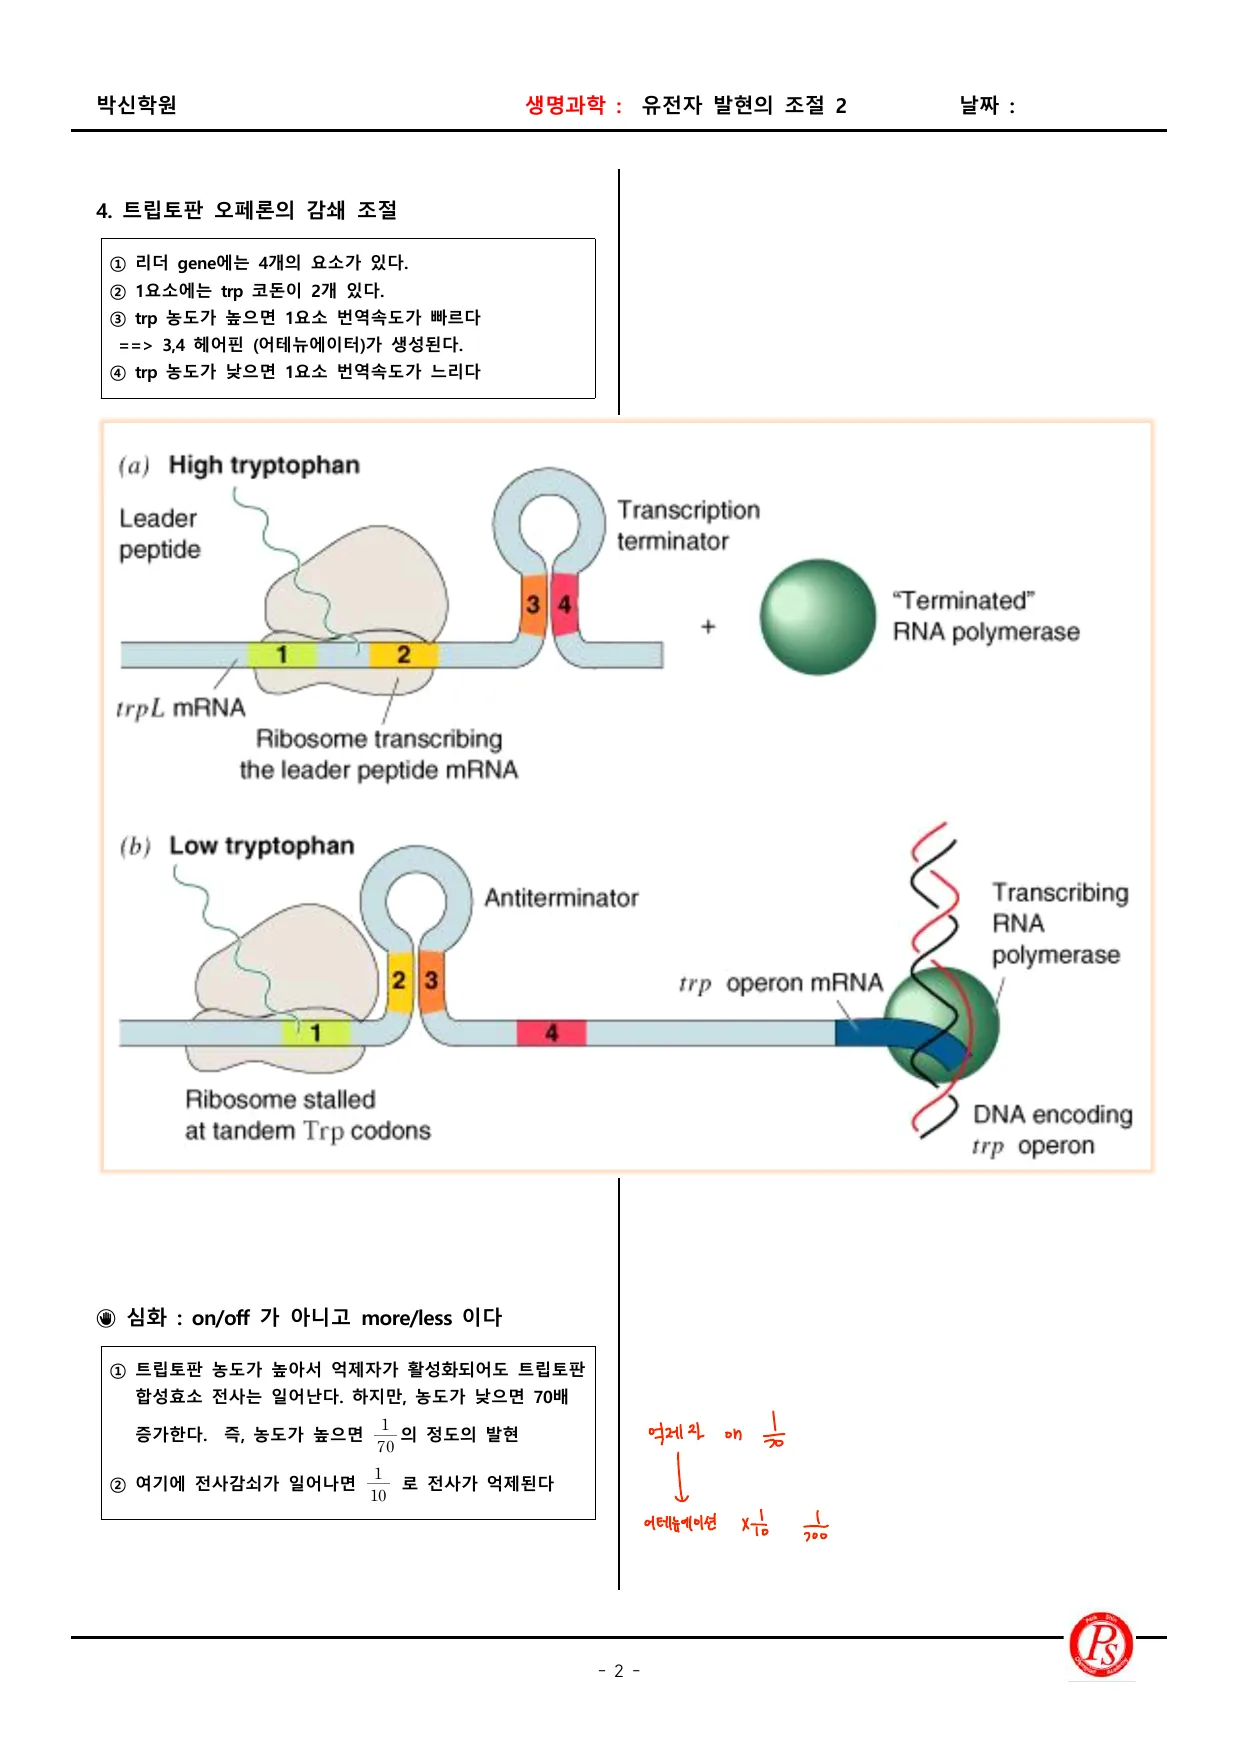 박신학원
생명과학 : 유전자 발현의 조절 2
날짜 :
4. 트립토판 오페론의 감쇄 조절
① 리더 gene에는 4개의 요소가 있다.
② 1요소에는 trp 코돈이 2개 있다.
③ trp 농도가 높으면 1요소 번역속도가 빠르다
==> 3,4 헤어핀 (어테뉴에이터)가 생성된다.
④ trp 농도가 낮으면 1요소 번역속도가 느리다
(a) High tryptophan
Leader
peptide
Transcription
terminator
3 4
+
“Terminated”
RNA polymerase
1 2
trpL mRNA
Ribosome transcribing
the leader peptide mRNA
(b) Low tryptophan
Antiterminator
Transcribing
RNA
polymerase
2 3
trp operon mRNA
1 4
Ribosome stalled
at tandem Trp codons
DNA encoding
trp operon
심화 : on/off 가 아니고 more/less 이다
① 트립토판 농도가 높아서 억제자가 활성화되어도 트립토판
합성효소 전사는 일어난다. 하지만, 농도가 낮으면 70배
증가한다. 즉, 농도가 높으면 1/70 의 정도의 발현
② 여기에 전사감쇠가 일어나면 1/10 로 전사가 억제된다
억제자 on 1/70
↓
어테뉴에이션 x 1/10 1/700
Park Shin
PS
Academy
- 2 -